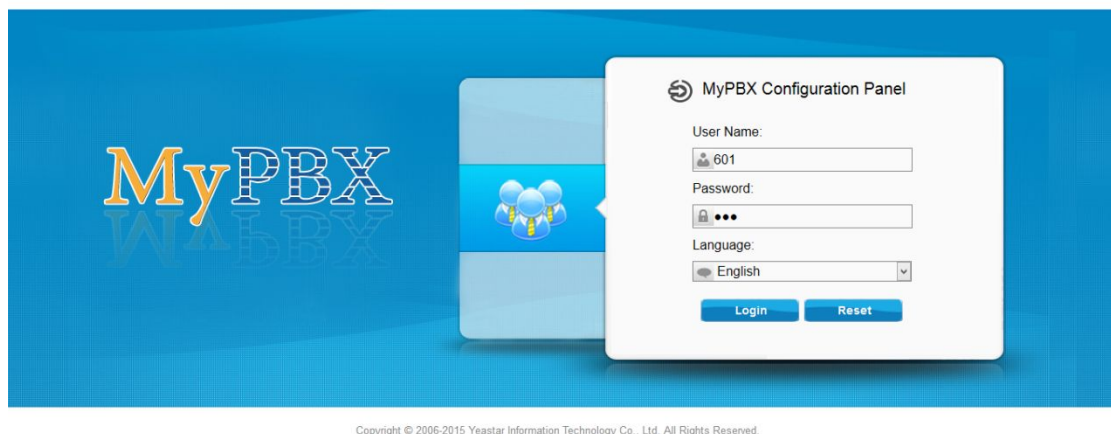 MyPBX
MyPBX Configuration Panel
User Name:
601
Password:
•••
Language:
English
Login
Reset
Copyright © 2006-2015 Yeastar Information Technology Co., Ltd. All Rights Reserved.